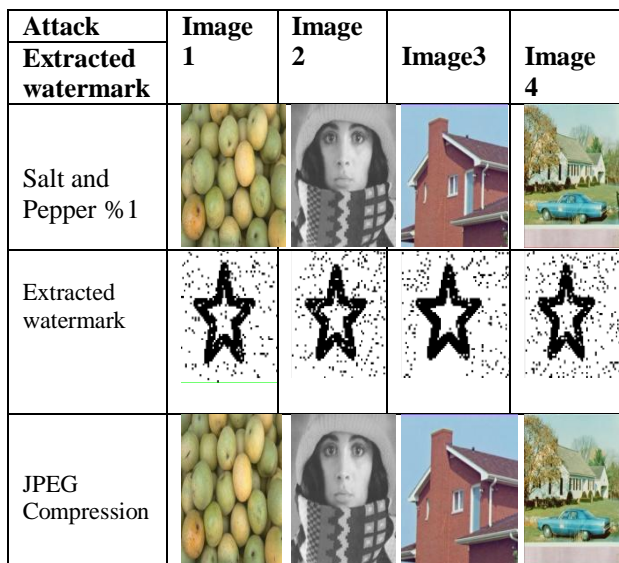 Attack
Extracted
watermark
Image
1
Image
2
Image3
Image
4
Salt and
Pepper %1
Extracted
watermark
JPEG
Compression